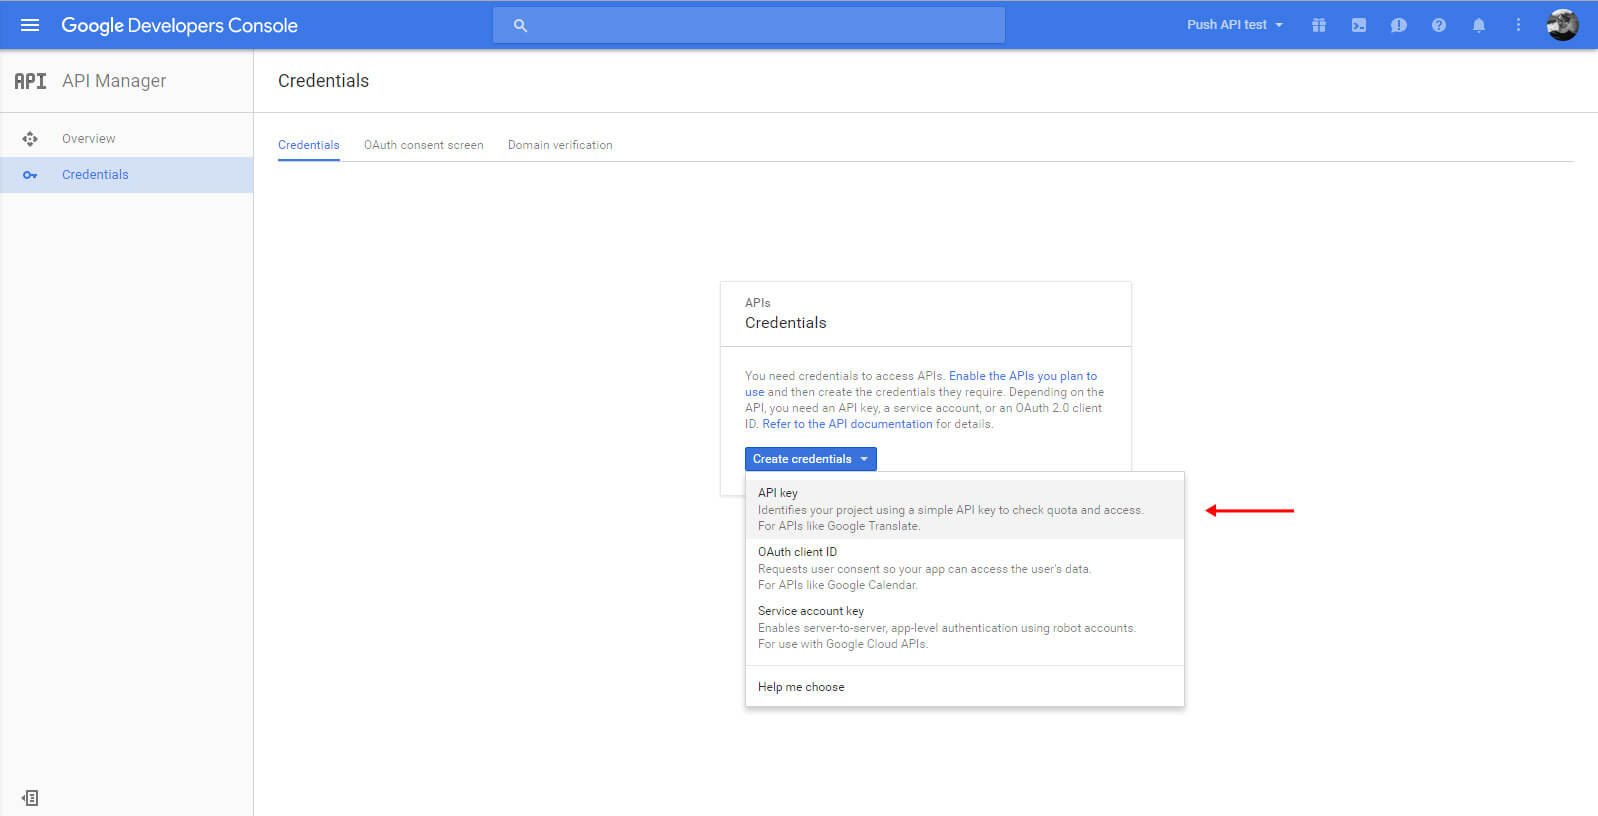 Google Developers Console
Push API test
API API Manager
Credentials
Overview
Credentials
Credentials OAuth consent screen Domain verification
APIs
Credentials
You need credentials to access APIs. Enable the APIs you plan to
use and then create the credentials they require. Depending on the
API, you need an API key, a service account, or an OAuth 2.0 client
ID. Refer to the API documentation for details.
Create credentials
API key
Identifies your project using a simple API key to check quota and access.
For APIs like Google Translate.
OAuth client ID
Requests user consent so your app can access the user's data.
For APIs like Google Calendar.
Service account key
Enables server-to-server, app-level authentication using robot accounts.
For use with Google Cloud APIs.
Help me choose